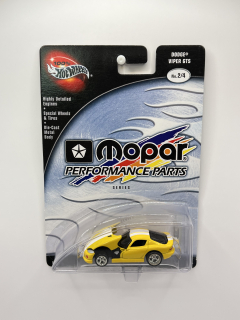 100%
Hot Wheels
DODGE®
VIPER GTS
No. 2/4
Highly Detailed
Engines
Special Wheels
& Tires
Die-Cast
Metal
Body
Mopar
PERFORMANCE PARTS
SERIES